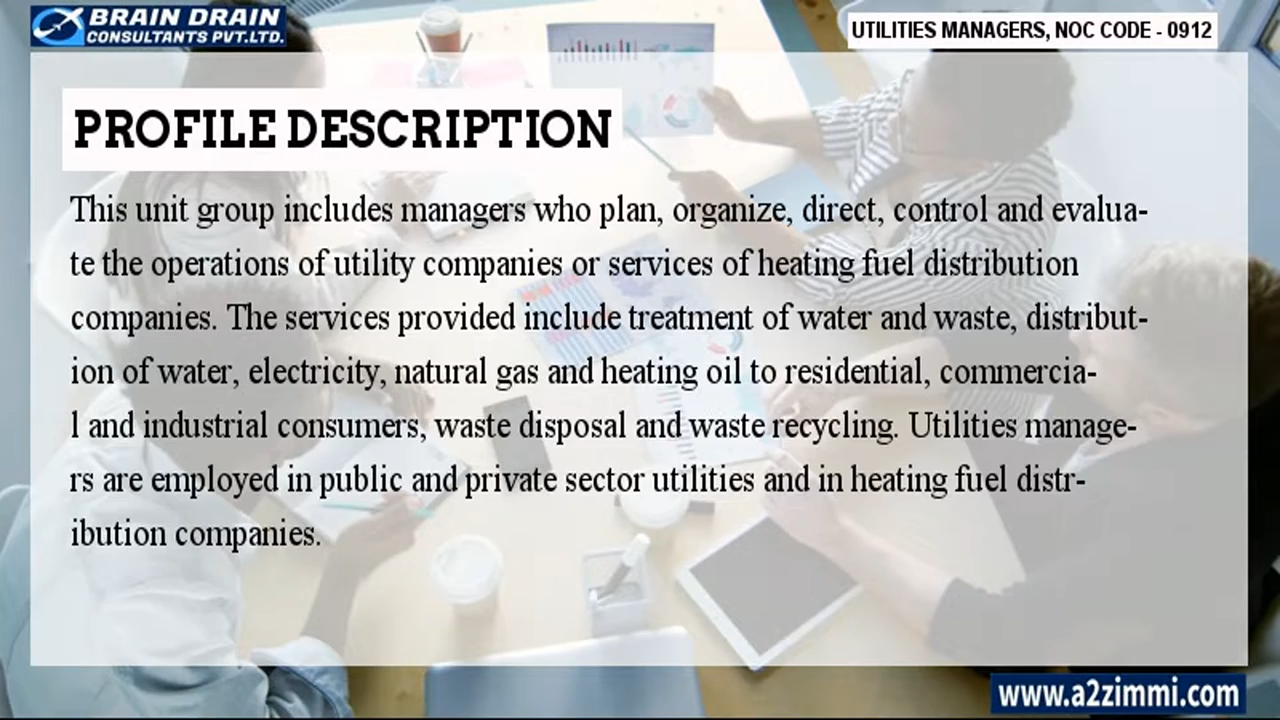 BRAIN DRAIN
CONSULTANTS PVT.LTD.
UTILITIES MANAGERS, NOC CODE - 0912
PROFILE DESCRIPTION
This unit group includes managers who plan, organize, direct, control and evalua-
te the operations of utility companies or services of heating fuel distribution
companies. The services provided include treatment of water and waste, distribut-
ion of water, electricity, natural gas and heating oil to residential, commercia-
l and industrial consumers, waste disposal and waste recycling. Utilities manage-
rs are employed in public and private sector utilities and in heating fuel distr-
ibution companies.
www.a2zimmi.com